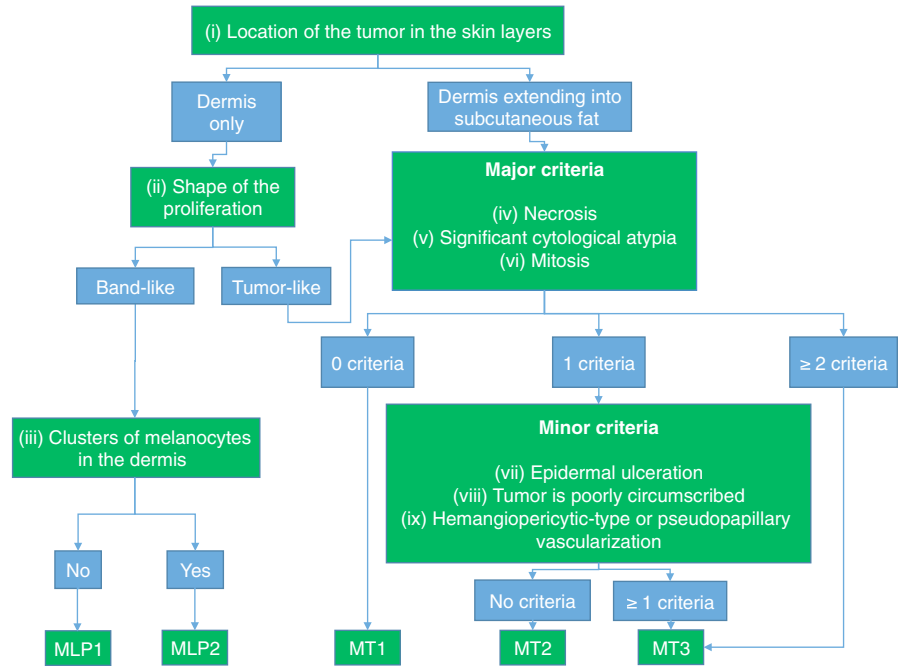 (i) Location of the tumor in the skin layers
Dermis
only
Dermis extending into
subcutaneous fat
(ii) Shape of the
proliferation
Major criteria
(iv) Necrosis
(v) Significant cytological atypia
(vi) Mitosis
Band-like
Tumor-like
0 criteria
1 criteria
≥ 2 criteria
(iii) Clusters of melanocytes
in the dermis
Minor criteria
(vii) Epidermal ulceration
(viii) Tumor is poorly circumscribed
(ix) Hemangiopericytic-type or pseudopapillary
vascularization
No
Yes
No criteria
≥ 1 criteria
MLP1
MLP2
MT1
MT2
MT3